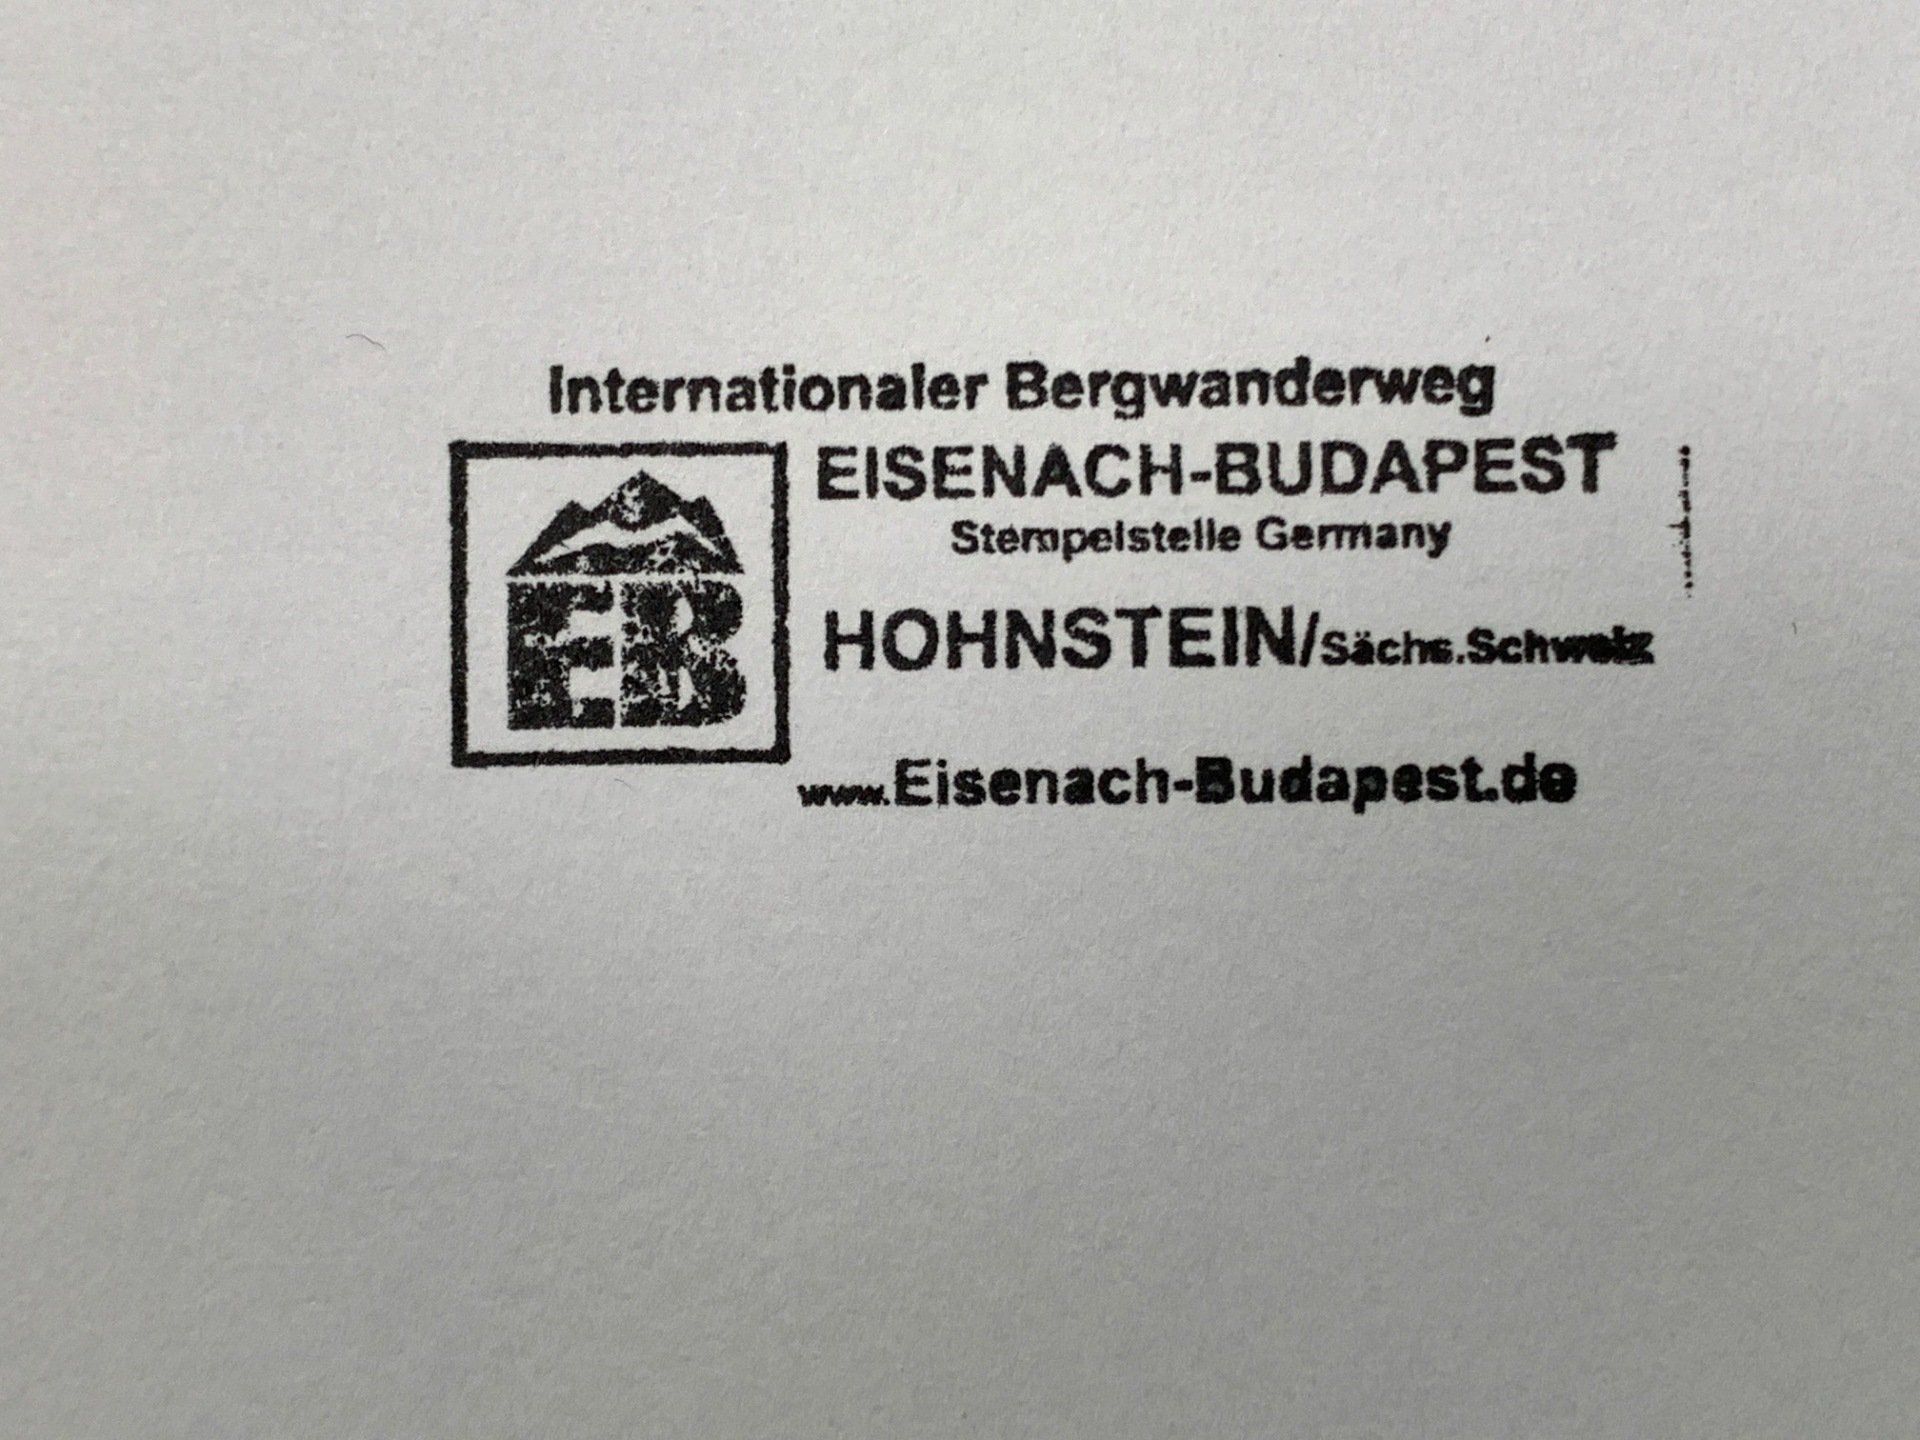 Internationaler Bergwanderweg
EISENACH-BUDAPEST
Stempelstelle Germany
EB
HOHNSTEIN/Sächs.Schweiz
www.Eisenach-Budapest.de